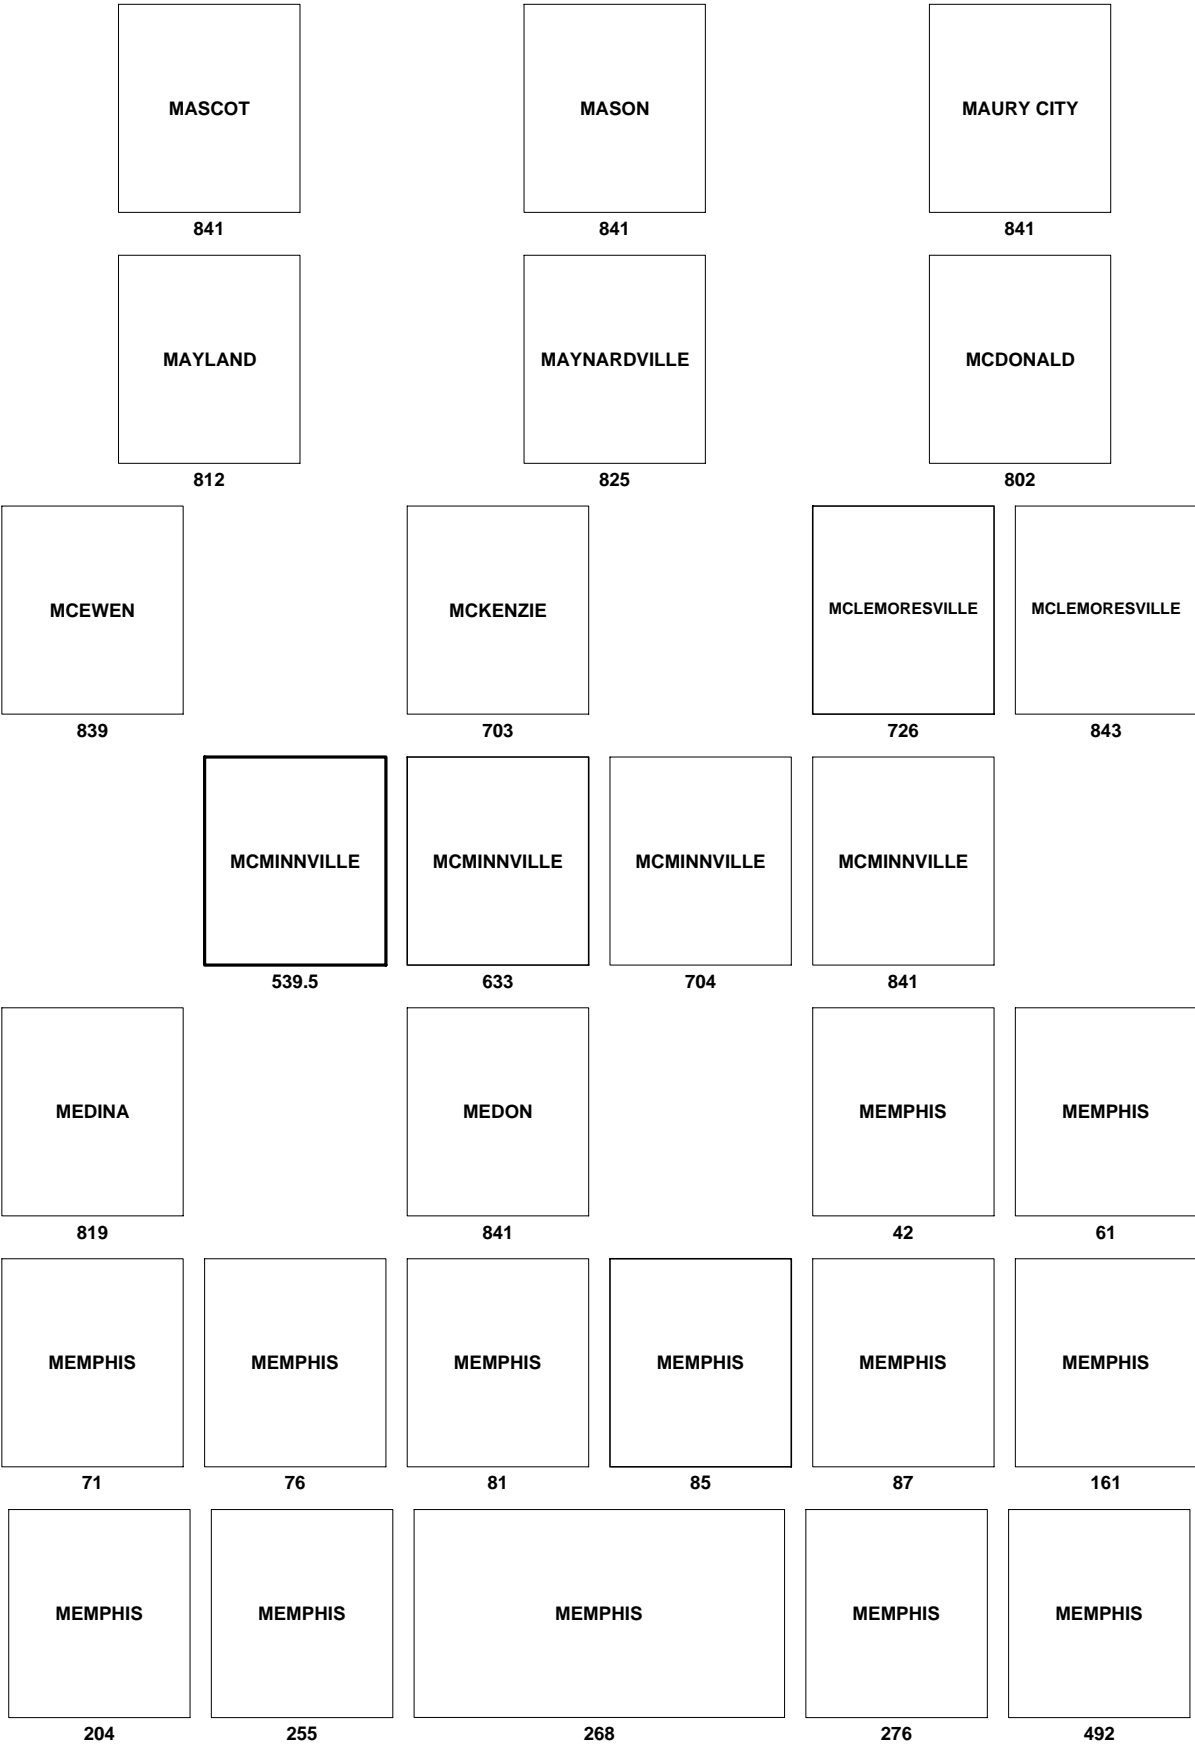 MASCOT MASON MAURY CITY
841 841 841
MAYLAND MAYNARDVILLE MCDONALD
812 825 802
MCEWEN MCKENZIE MCLEMORESVILLE MCLEMORESVILLE
839 703 726 843
MCMINNVILLE MCMINNVILLE MCMINNVILLE MCMINNVILLE
539.5 633 704 841
MEDINA MEDON MEMPHIS MEMPHIS
819 841 42 61
MEMPHIS MEMPHIS MEMPHIS MEMPHIS MEMPHIS MEMPHIS
71 76 81 85 87 161
MEMPHIS MEMPHIS MEMPHIS MEMPHIS MEMPHIS
204 255 268 276 492